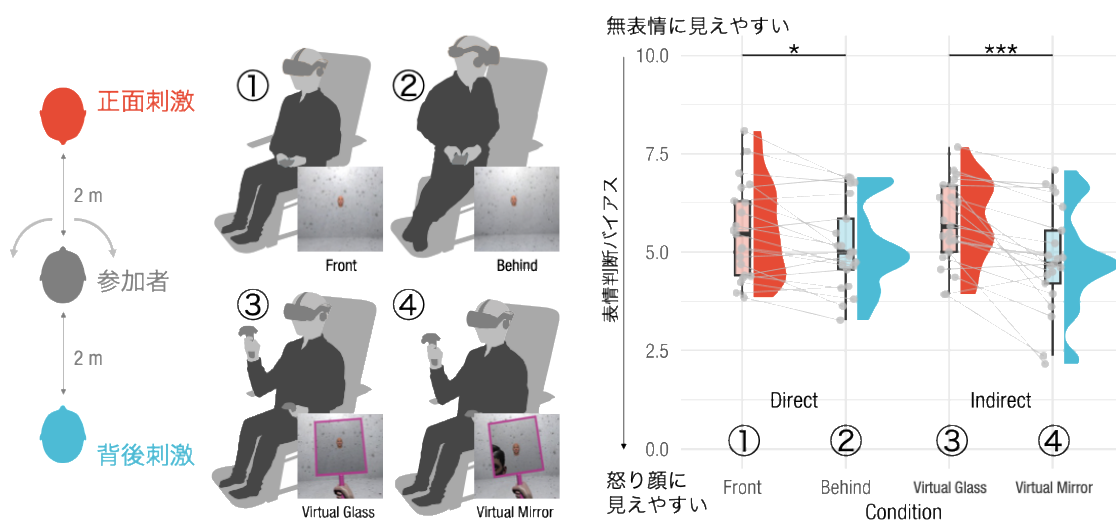 正面刺激
2 m
参加者
2 m
背後刺激
①
Front
②
Behind
③
Virtual Glass
④
Virtual Mirror
無表情に見えやすい
表情判断バイアス
怒り顔に
見えやすい
10.0
7.5
5.0
2.5
0.0
*
***
Direct
Indirect
① ② ③ ④
Front Behind Virtual Glass Virtual Mirror
Condition